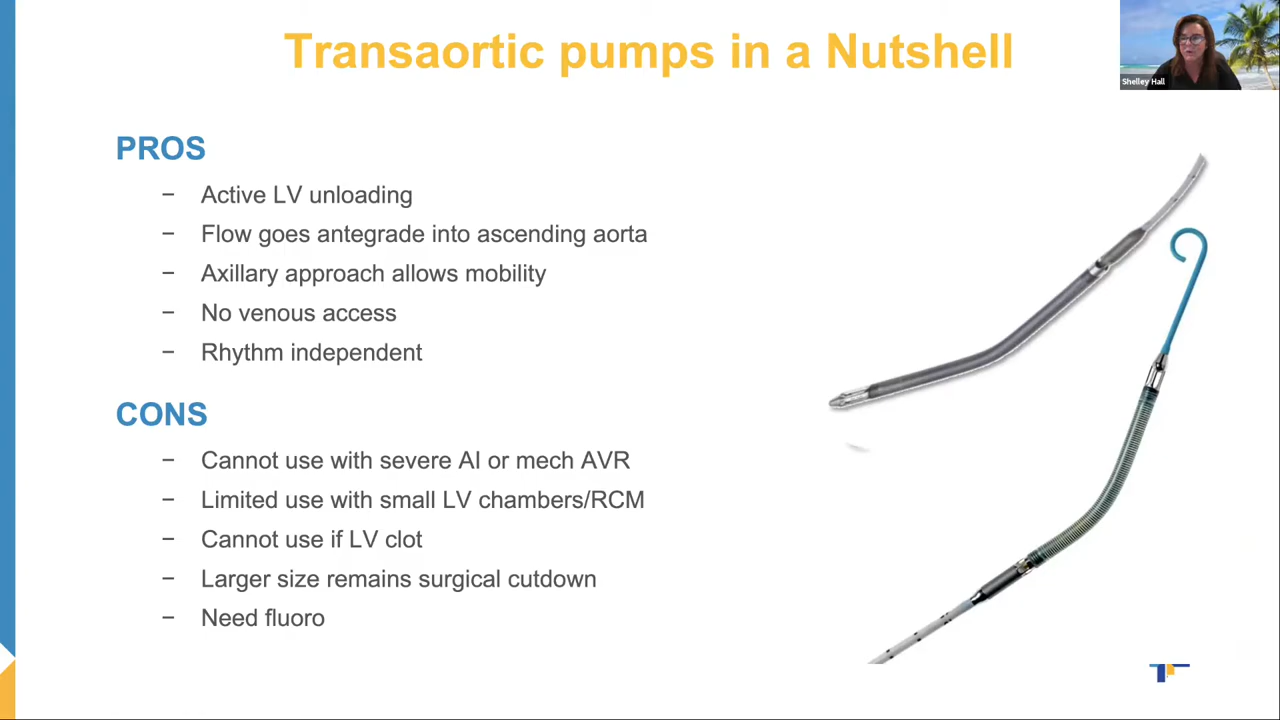 Transaortic pumps in a Nutshell
Shelley Hall
PROS
– Active LV unloading
– Flow goes antegrade into ascending aorta
– Axillary approach allows mobility
– No venous access
– Rhythm independent
CONS
– Cannot use with severe AI or mech AVR
– Limited use with small LV chambers/RCM
– Cannot use if LV clot
– Larger size remains surgical cutdown
– Need fluoro